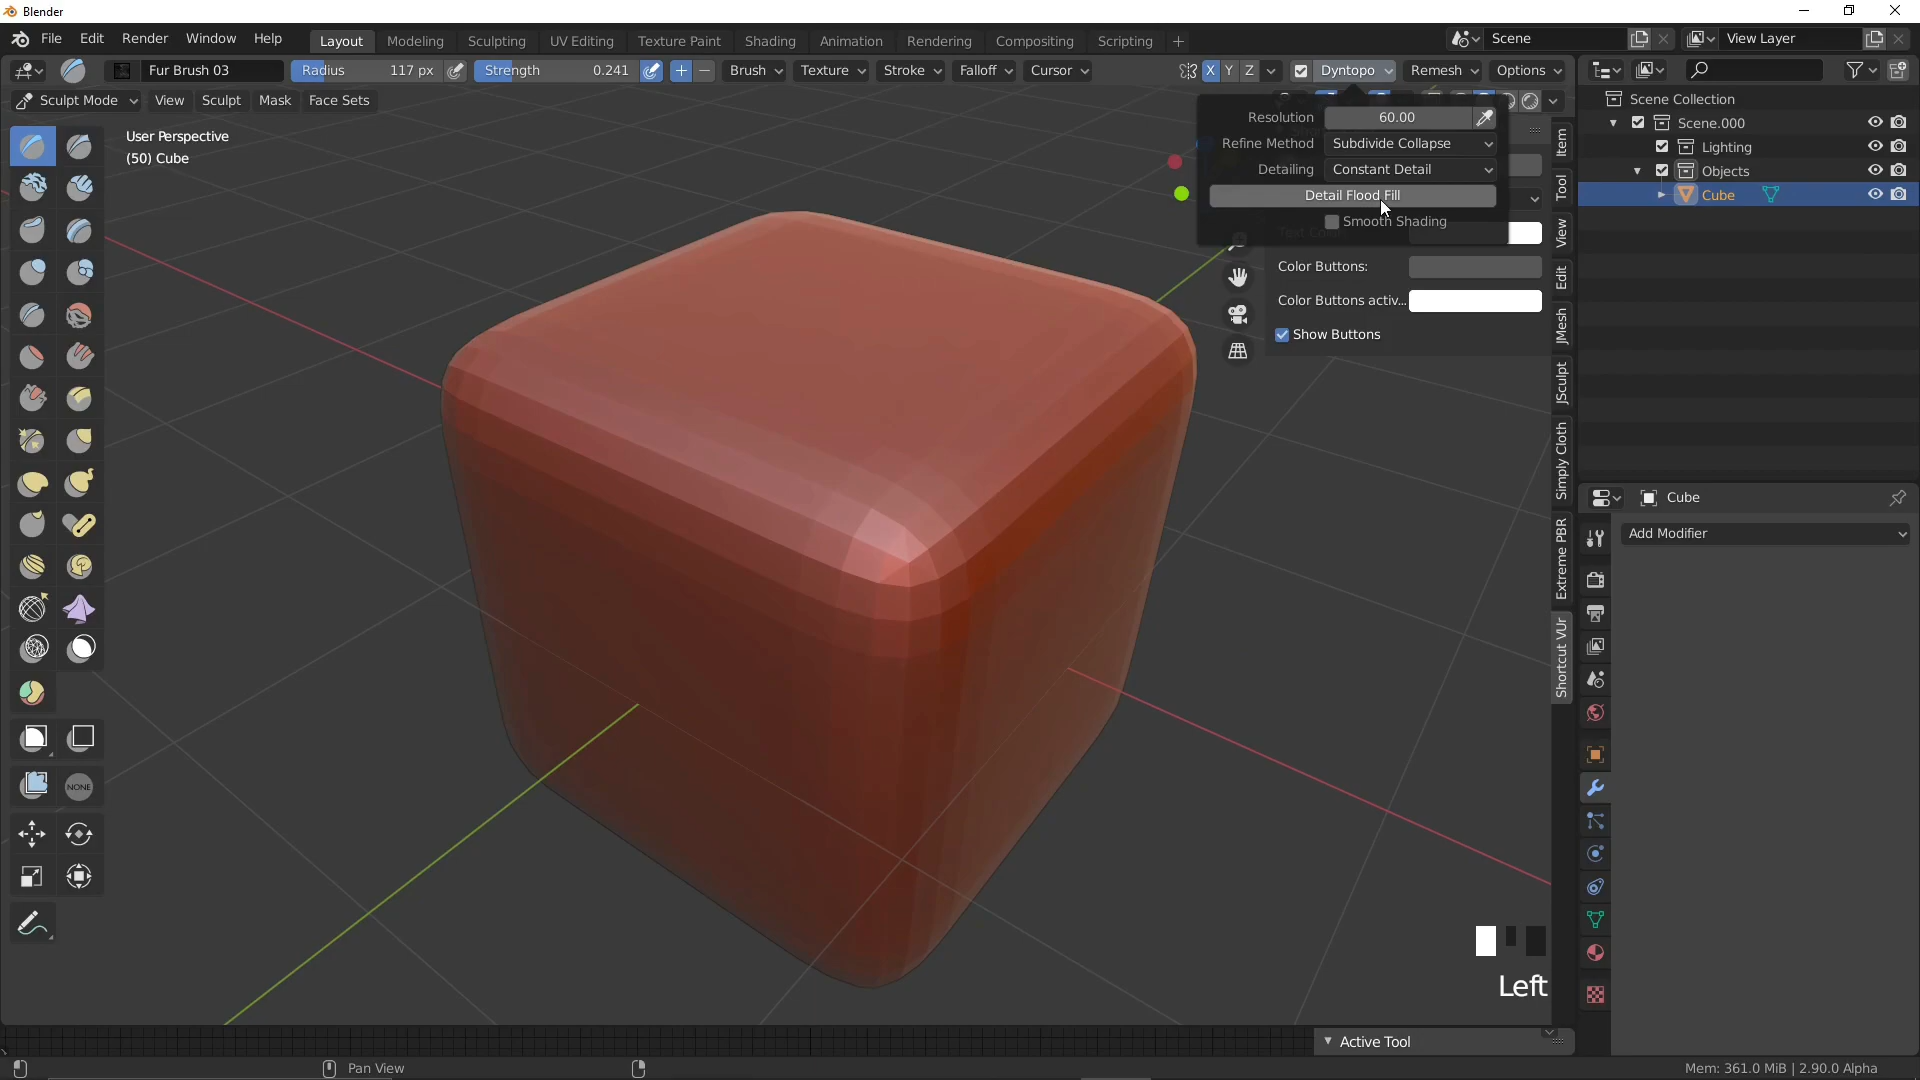 Blender
File Edit Render Window Help
Layout Modeling Sculpting UV Editing Texture Paint Shading Animation Rendering Compositing Scripting +
Scene
View Layer
Fur Brush 03
Radius 117 px
Strength 0.241
Brush Texture Stroke Falloff Cursor
X Y Z
Dyntopo Remesh Options
Sculpt Mode View Sculpt Mask Face Sets
User Perspective
(50) Cube
Resolution 60.00
Refine Method Subdivide Collapse
Detailing Constant Detail
Detail Flood Fill
Smooth Shading
Color Buttons:
Color Buttons activ...
Show Buttons
Item
Tool
View
Edit
JMesh
JSculpt
Simply Cloth
Extreme PBR
Shortcut VUr
Scene Collection
Scene.000
Lighting
Objects
Cube
Cube
Add Modifier
NONE
Left
Active Tool
Pan View
Mem: 361.0 MiB | 2.90.0 Alpha